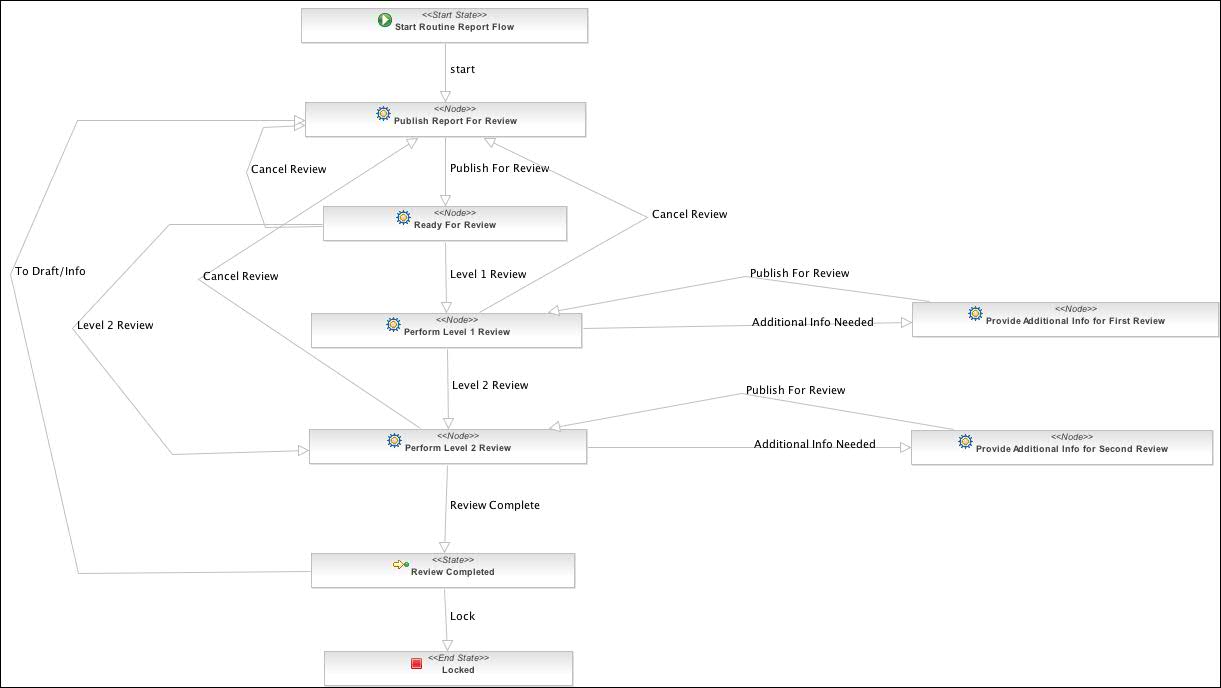 <<Start State>>
Start Routine Report Flow
start
<<Node>>
Publish Report For Review
Cancel Review
Publish For Review
<<Node>>
Ready For Review
Cancel Review
To Draft/Info
Cancel Review
Level 1 Review
Publish For Review
Level 2 Review
<<Node>>
Perform Level 1 Review
Additional Info Needed
<<Node>>
Provide Additional Info for First Review
Level 2 Review
Publish For Review
<<Node>>
Perform Level 2 Review
Additional Info Needed
<<Node>>
Provide Additional Info for Second Review
Review Complete
<<State>>
Review Completed
Lock
<<End State>>
Locked